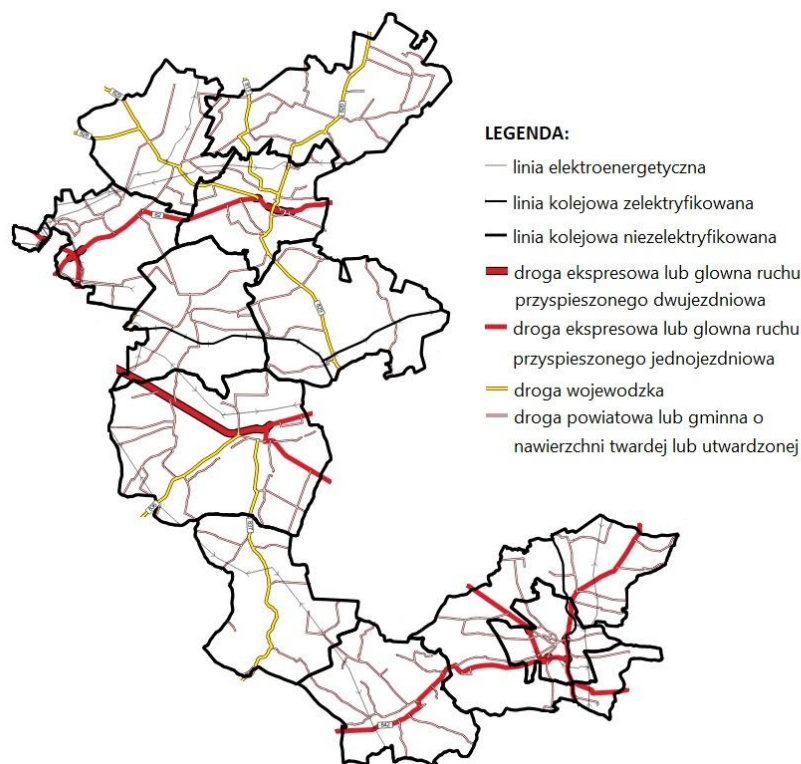 LEGENDA:
linia elektroenergetyczna
linia kolejowa zelektryfikowana
linia kolejowa niezelektryfikowana
droga ekspresowa lub glowna ruchu
przyspieszonego dwujezdniowa
droga ekspresowa lub glowna ruchu
przyspieszonego jednojezdniowa
droga wojewodzka
droga powiatowa lub gminna o
nawierzchni twardej lub utwardzonej